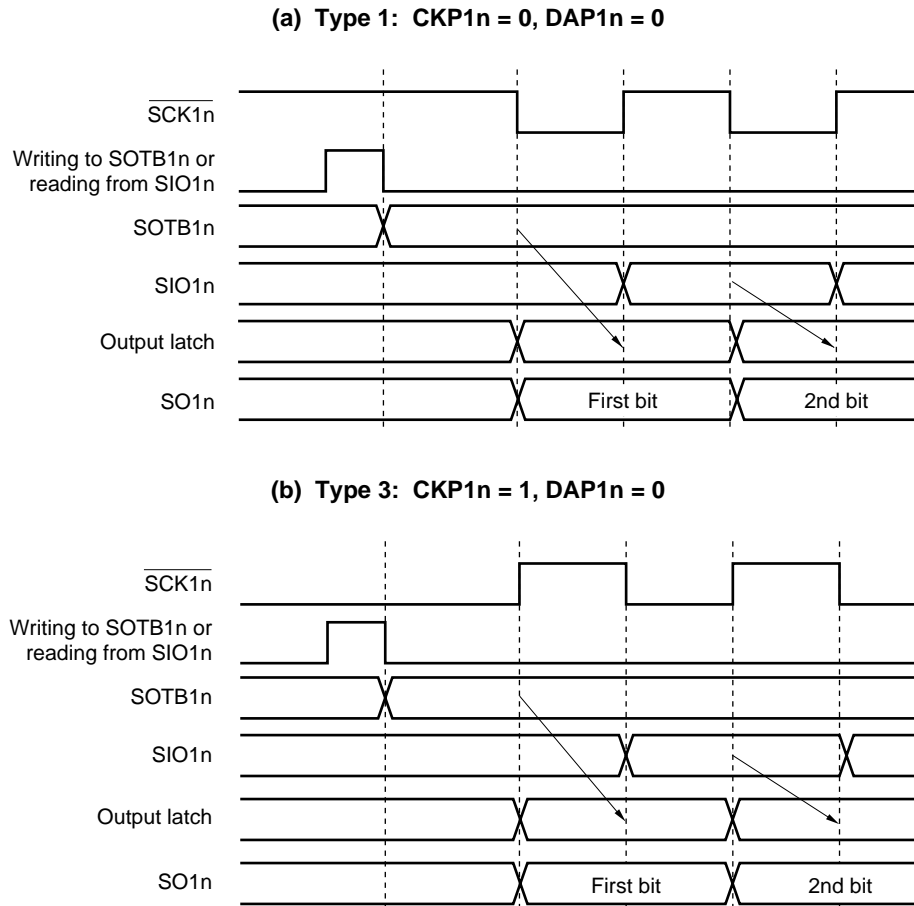 (a) Type 1: CKP1n = 0, DAP1n = 0
SCK1n
Writing to SOTB1n or
reading from SIO1n
SOTB1n
SIO1n
Output latch
SO1n
First bit
2nd bit
(b) Type 3: CKP1n = 1, DAP1n = 0
SCK1n
Writing to SOTB1n or
reading from SIO1n
SOTB1n
SIO1n
Output latch
SO1n
First bit
2nd bit